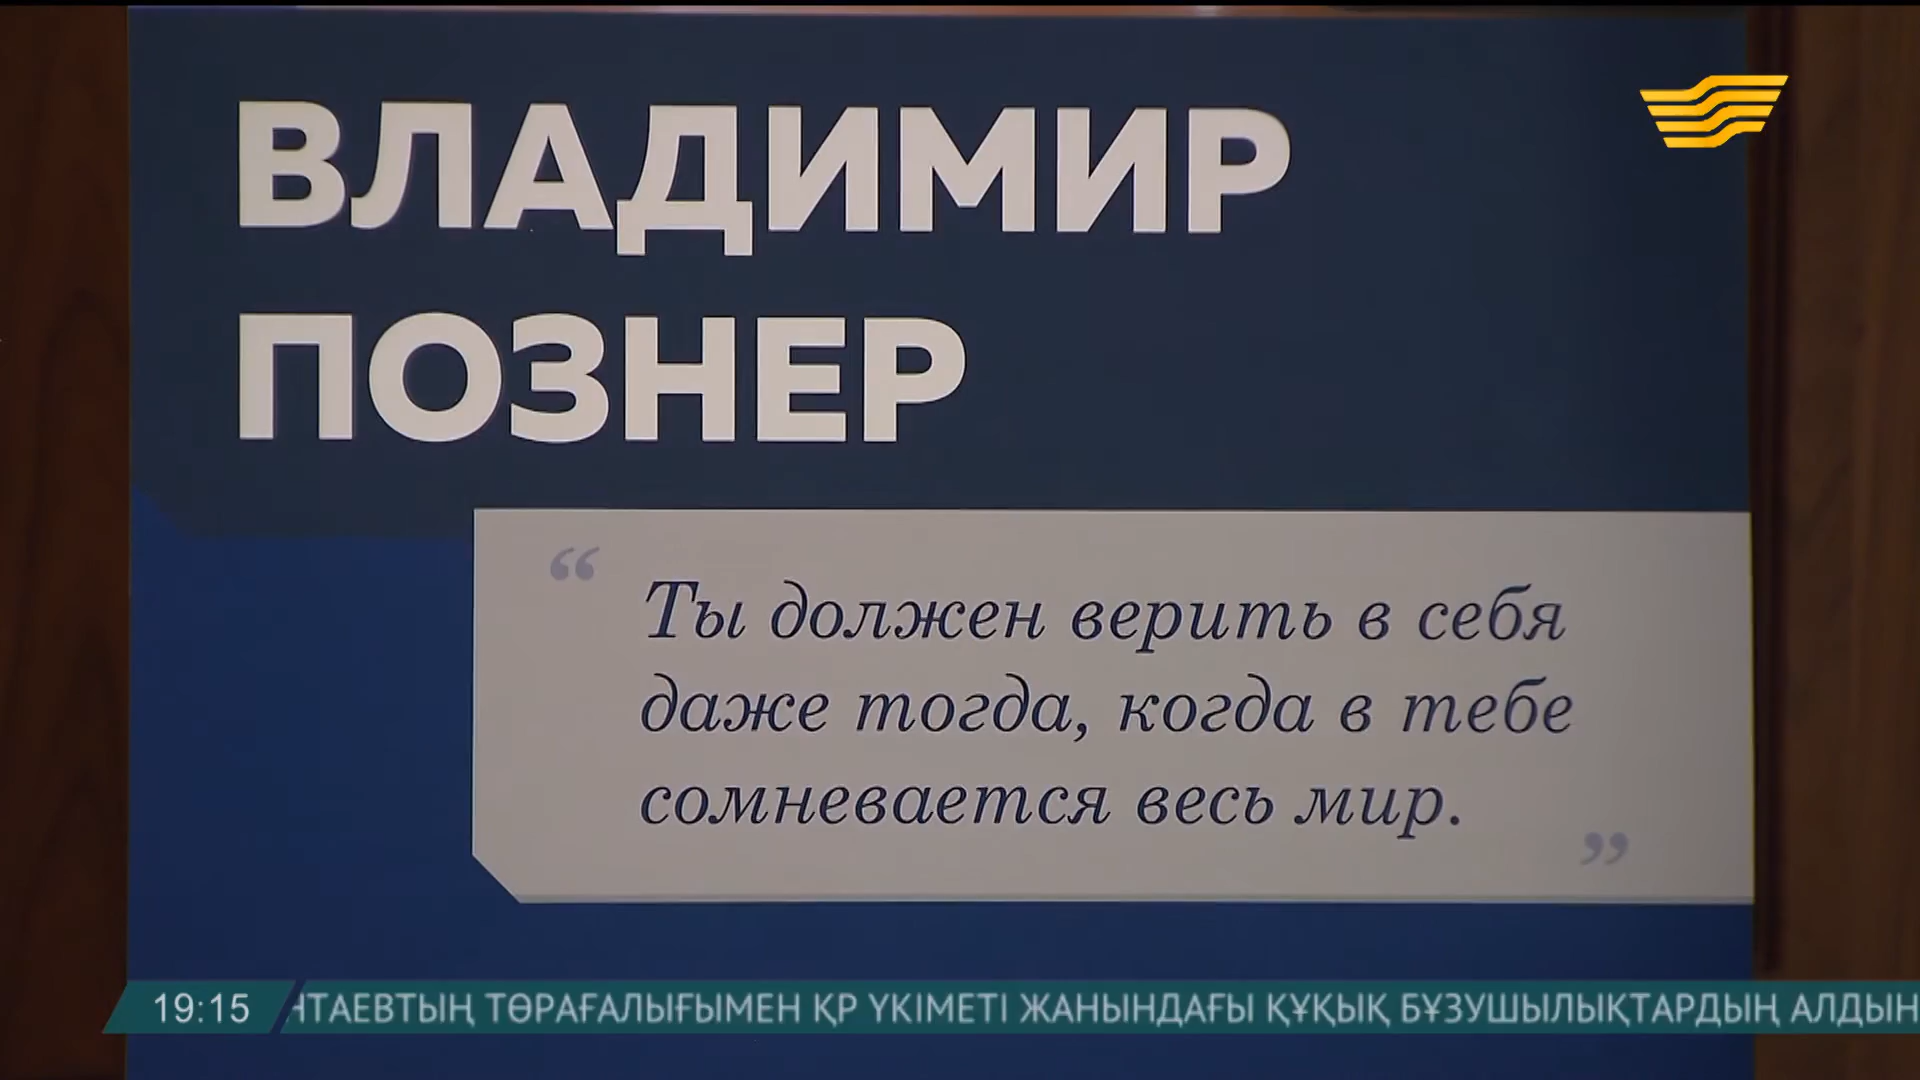 ВЛАДИМИР
ПОЗНЕР
“ Ты должен верить в себя
даже тогда, когда в тебе
сомневается весь мир. ”
19:15 НТАЕВТЫҢ ТӨРАҒАЛЫҒЫМЕН ҚР ҮКІМЕТІ ЖАНЫНДАҒЫ ҚҰҚЫҚ БҰЗУШЫЛЫҚТАРДЫҢ АЛДЫН